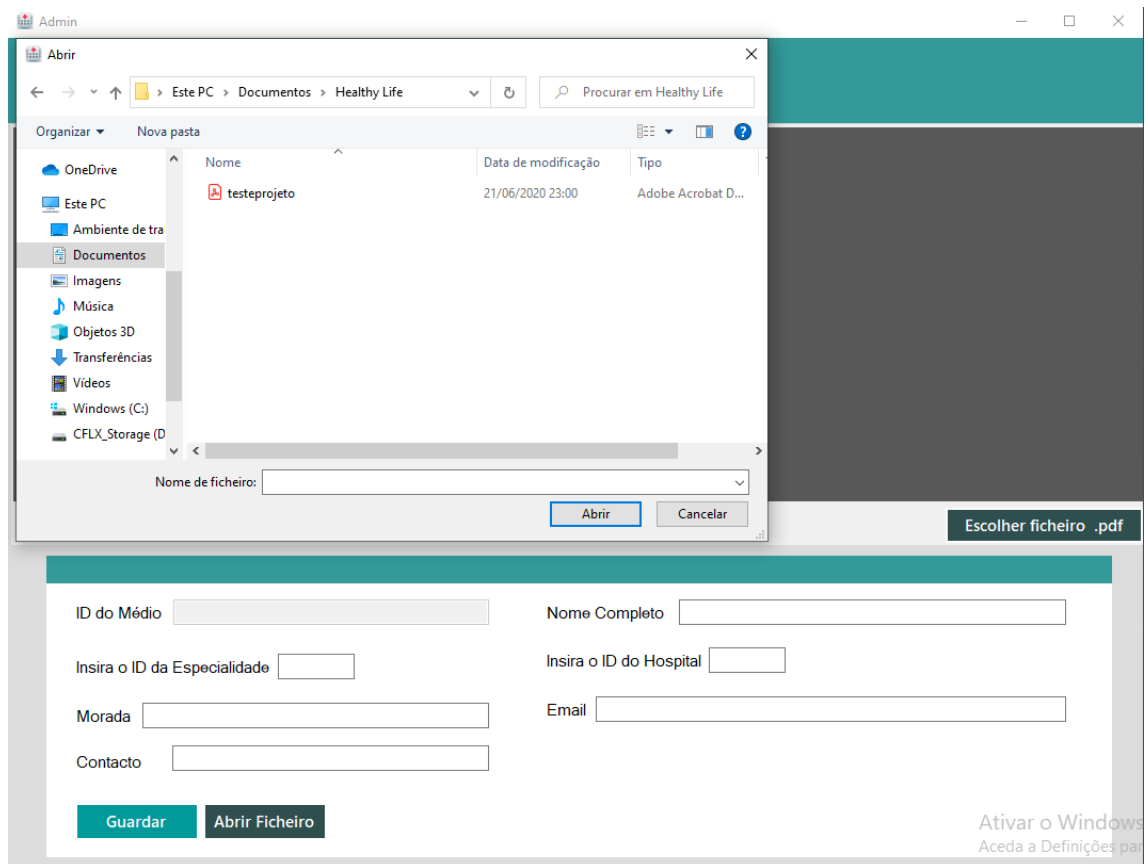 Admin
Abrir
Este PC > Documentos > Healthy Life
Procurar em Healthy Life
Organizar
Nova pasta
Nome
Data de modificação
Tipo
OneDrive
Este PC
Ambiente de tra
Documentos
Imagens
Música
Objetos 3D
Transferências
Vídeos
Windows (C:)
CFLX_Storage (D
testeprojeto
21/06/2020 23:00
Adobe Acrobat D...
Nome de ficheiro:
Abrir
Cancelar
Escolher ficheiro .pdf
ID do Médio
Nome Completo
Insira o ID da Especialidade
Insira o ID do Hospital
Morada
Email
Contacto
Guardar
Abrir Ficheiro
Ativar o Windows
Aceda a Definições par